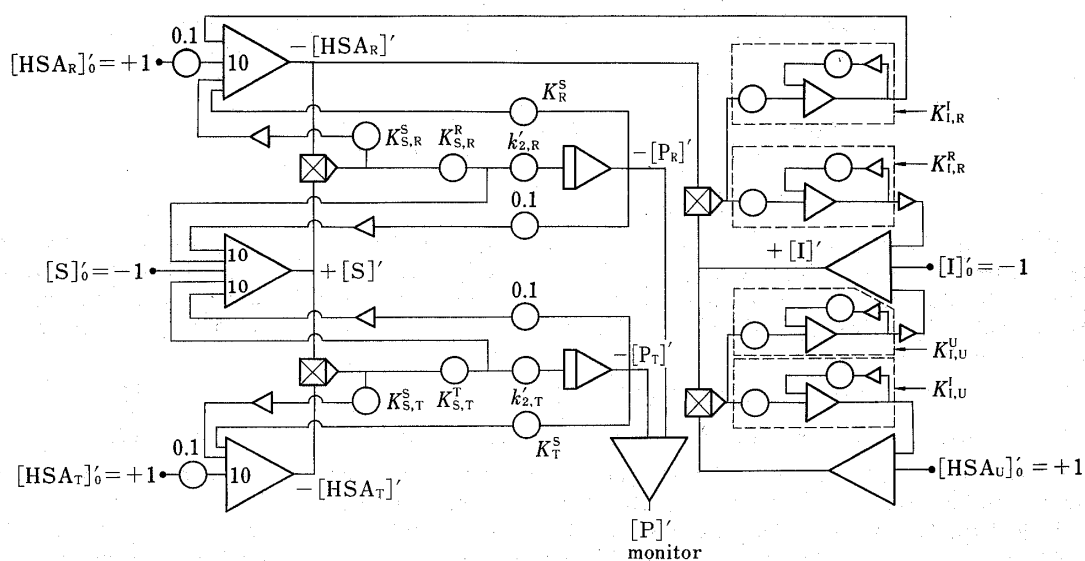 0.1
[HSA_R]'_0 = +1
10
−[HSA_R]'
K^S_R
K^S_{S,R}
K^R_{S,R}
k'_{2,R}
−[P_R]'
0.1
K^I_{I,R}
K^R_{I,R}
10
[S]'_0 = −1
+[S]'
10
+[I]'
[I]'_0 = −1
0.1
−[P_T]'
K^U_{I,U}
K^I_{I,U}
K^S_{S,T}
K^T_{S,T}
k'_{2,T}
K^S_T
0.1
[HSA_T]'_0 = +1
10
−[HSA_T]'
[HSA_U]'_0 = +1
[P]'
monitor